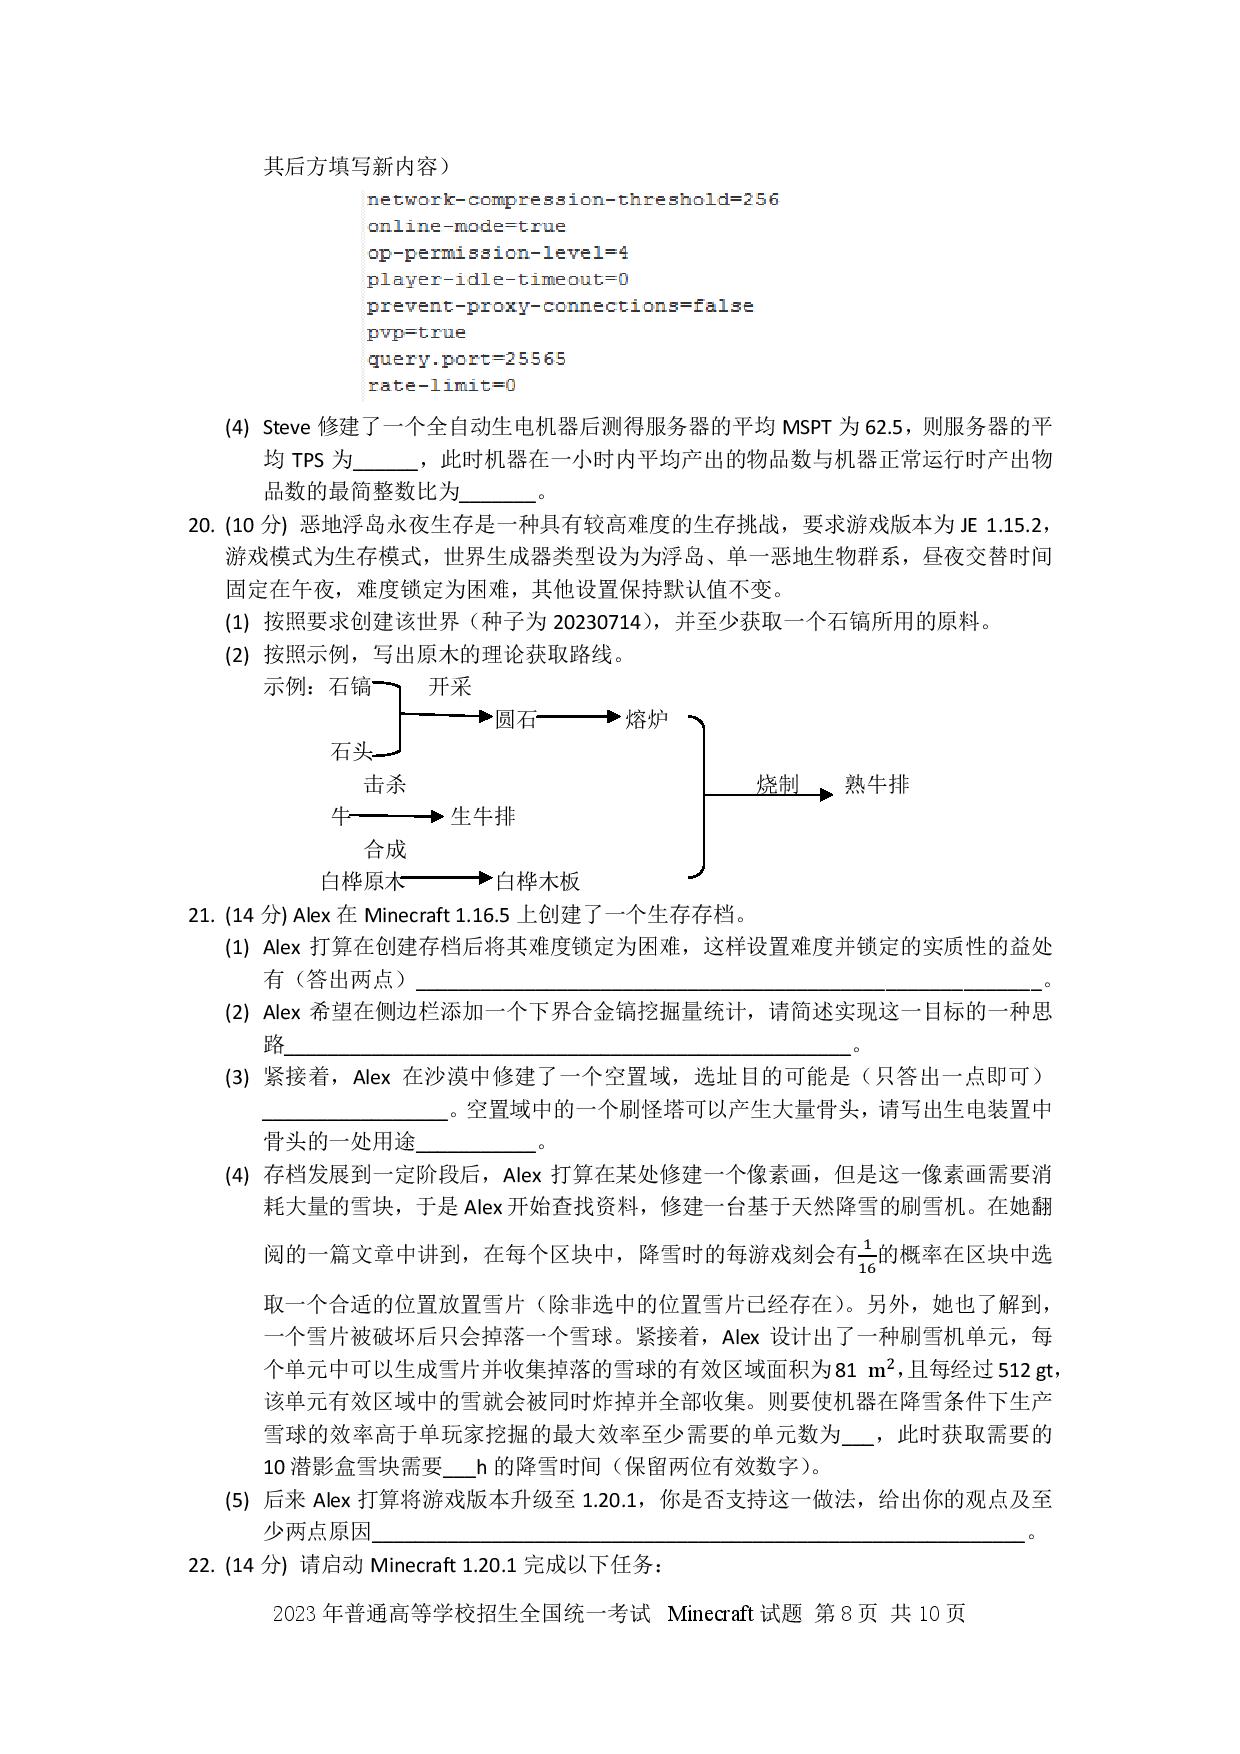 其后方填写新内容）
network-compression-threshold=256
online-mode=true
op-permission-level=4
player-idle-timeout=0
prevent-proxy-connections=false
pvp=true
query.port=25565
rate-limit=0
(4) Steve 修建了一个全自动生电机器后测得服务器的平均 MSPT 为 62.5，则服务器的平
均 TPS 为______，此时机器在一小时内平均产出的物品数与机器正常运行时产出物
品数的最简整数比为_______。
20. (10 分) 恶地浮岛永夜生存是一种具有较高难度的生存挑战，要求游戏版本为 JE 1.15.2，
游戏模式为生存模式，世界生成器类型设为为浮岛、单一恶地生物群系，昼夜交替时间
固定在午夜，难度锁定为困难，其他设置保持默认值不变。
(1) 按照要求创建该世界（种子为 20230714），并至少获取一个石镐所用的原料。
(2) 按照示例，写出原木的理论获取路线。
示例：石镐 开采
圆石 熔炉
石头
击杀
烧制 熟牛排
牛 生牛排
合成
白桦原木 白桦木板
21. (14 分) Alex 在 Minecraft 1.16.5 上创建了一个生存存档。
(1) Alex 打算在创建存档后将其难度锁定为困难，这样设置难度并锁定的实质性的益处
有（答出两点）__________________________________________________________。
(2) Alex 希望在侧边栏添加一个下界合金镐挖掘量统计，请简述实现这一目标的一种思
路____________________________________________________。
(3) 紧接着，Alex 在沙漠中修建了一个空置域，选址目的可能是（只答出一点即可）
_________________。空置域中的一个刷怪塔可以产生大量骨头，请写出生电装置中
骨头的一处用途___________。
(4) 存档发展到一定阶段后，Alex 打算在某处修建一个像素画，但是这一像素画需要消
耗大量的雪块，于是 Alex 开始查找资料，修建一台基于天然降雪的刷雪机。在她翻
阅的一篇文章中讲到，在每个区块中，降雪时的每游戏刻会有1/16的概率在区块中选
取一个合适的位置放置雪片（除非选中的位置雪片已经存在）。另外，她也了解到，
一个雪片被破坏后只会掉落一个雪球。紧接着，Alex 设计出了一种刷雪机单元，每
个单元中可以生成雪片并收集掉落的雪球的有效区域面积为 81 m²，且每经过 512 gt，
该单元有效区域中的雪就会被同时炸掉并全部收集。则要使机器在降雪条件下生产
雪球的效率高于单玩家挖掘的最大效率至少需要的单元数为___，此时获取需要的
10 潜影盒雪块需要___h 的降雪时间（保留两位有效数字）。
(5) 后来 Alex 打算将游戏版本升级至 1.20.1，你是否支持这一做法，给出你的观点及至
少两点原因____________________________________________________________。
22. (14 分) 请启动 Minecraft 1.20.1 完成以下任务：
2023 年普通高等学校招生全国统一考试 Minecraft 试题 第 8 页 共 10 页